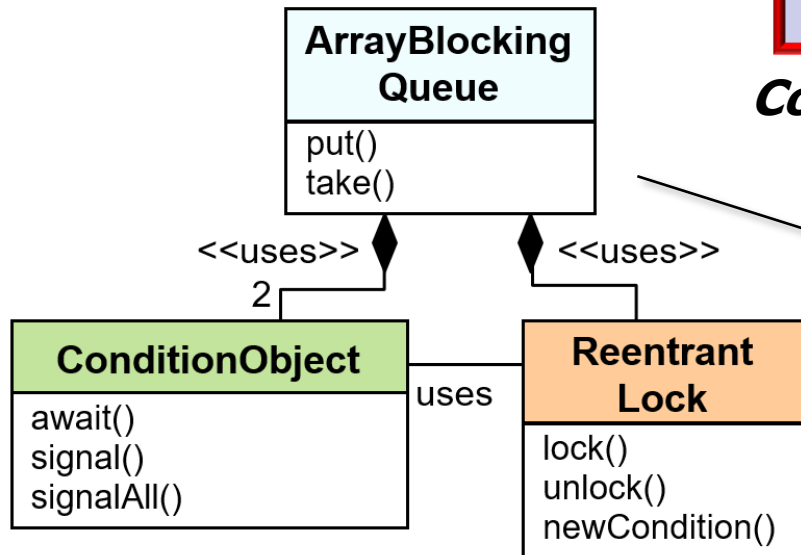 ArrayBlocking
Queue
put()
take()
<<uses>>
<<uses>>
2
ConditionObject
await()
signal()
signalAll()
uses
Reentrant
Lock
lock()
unlock()
newCondition()